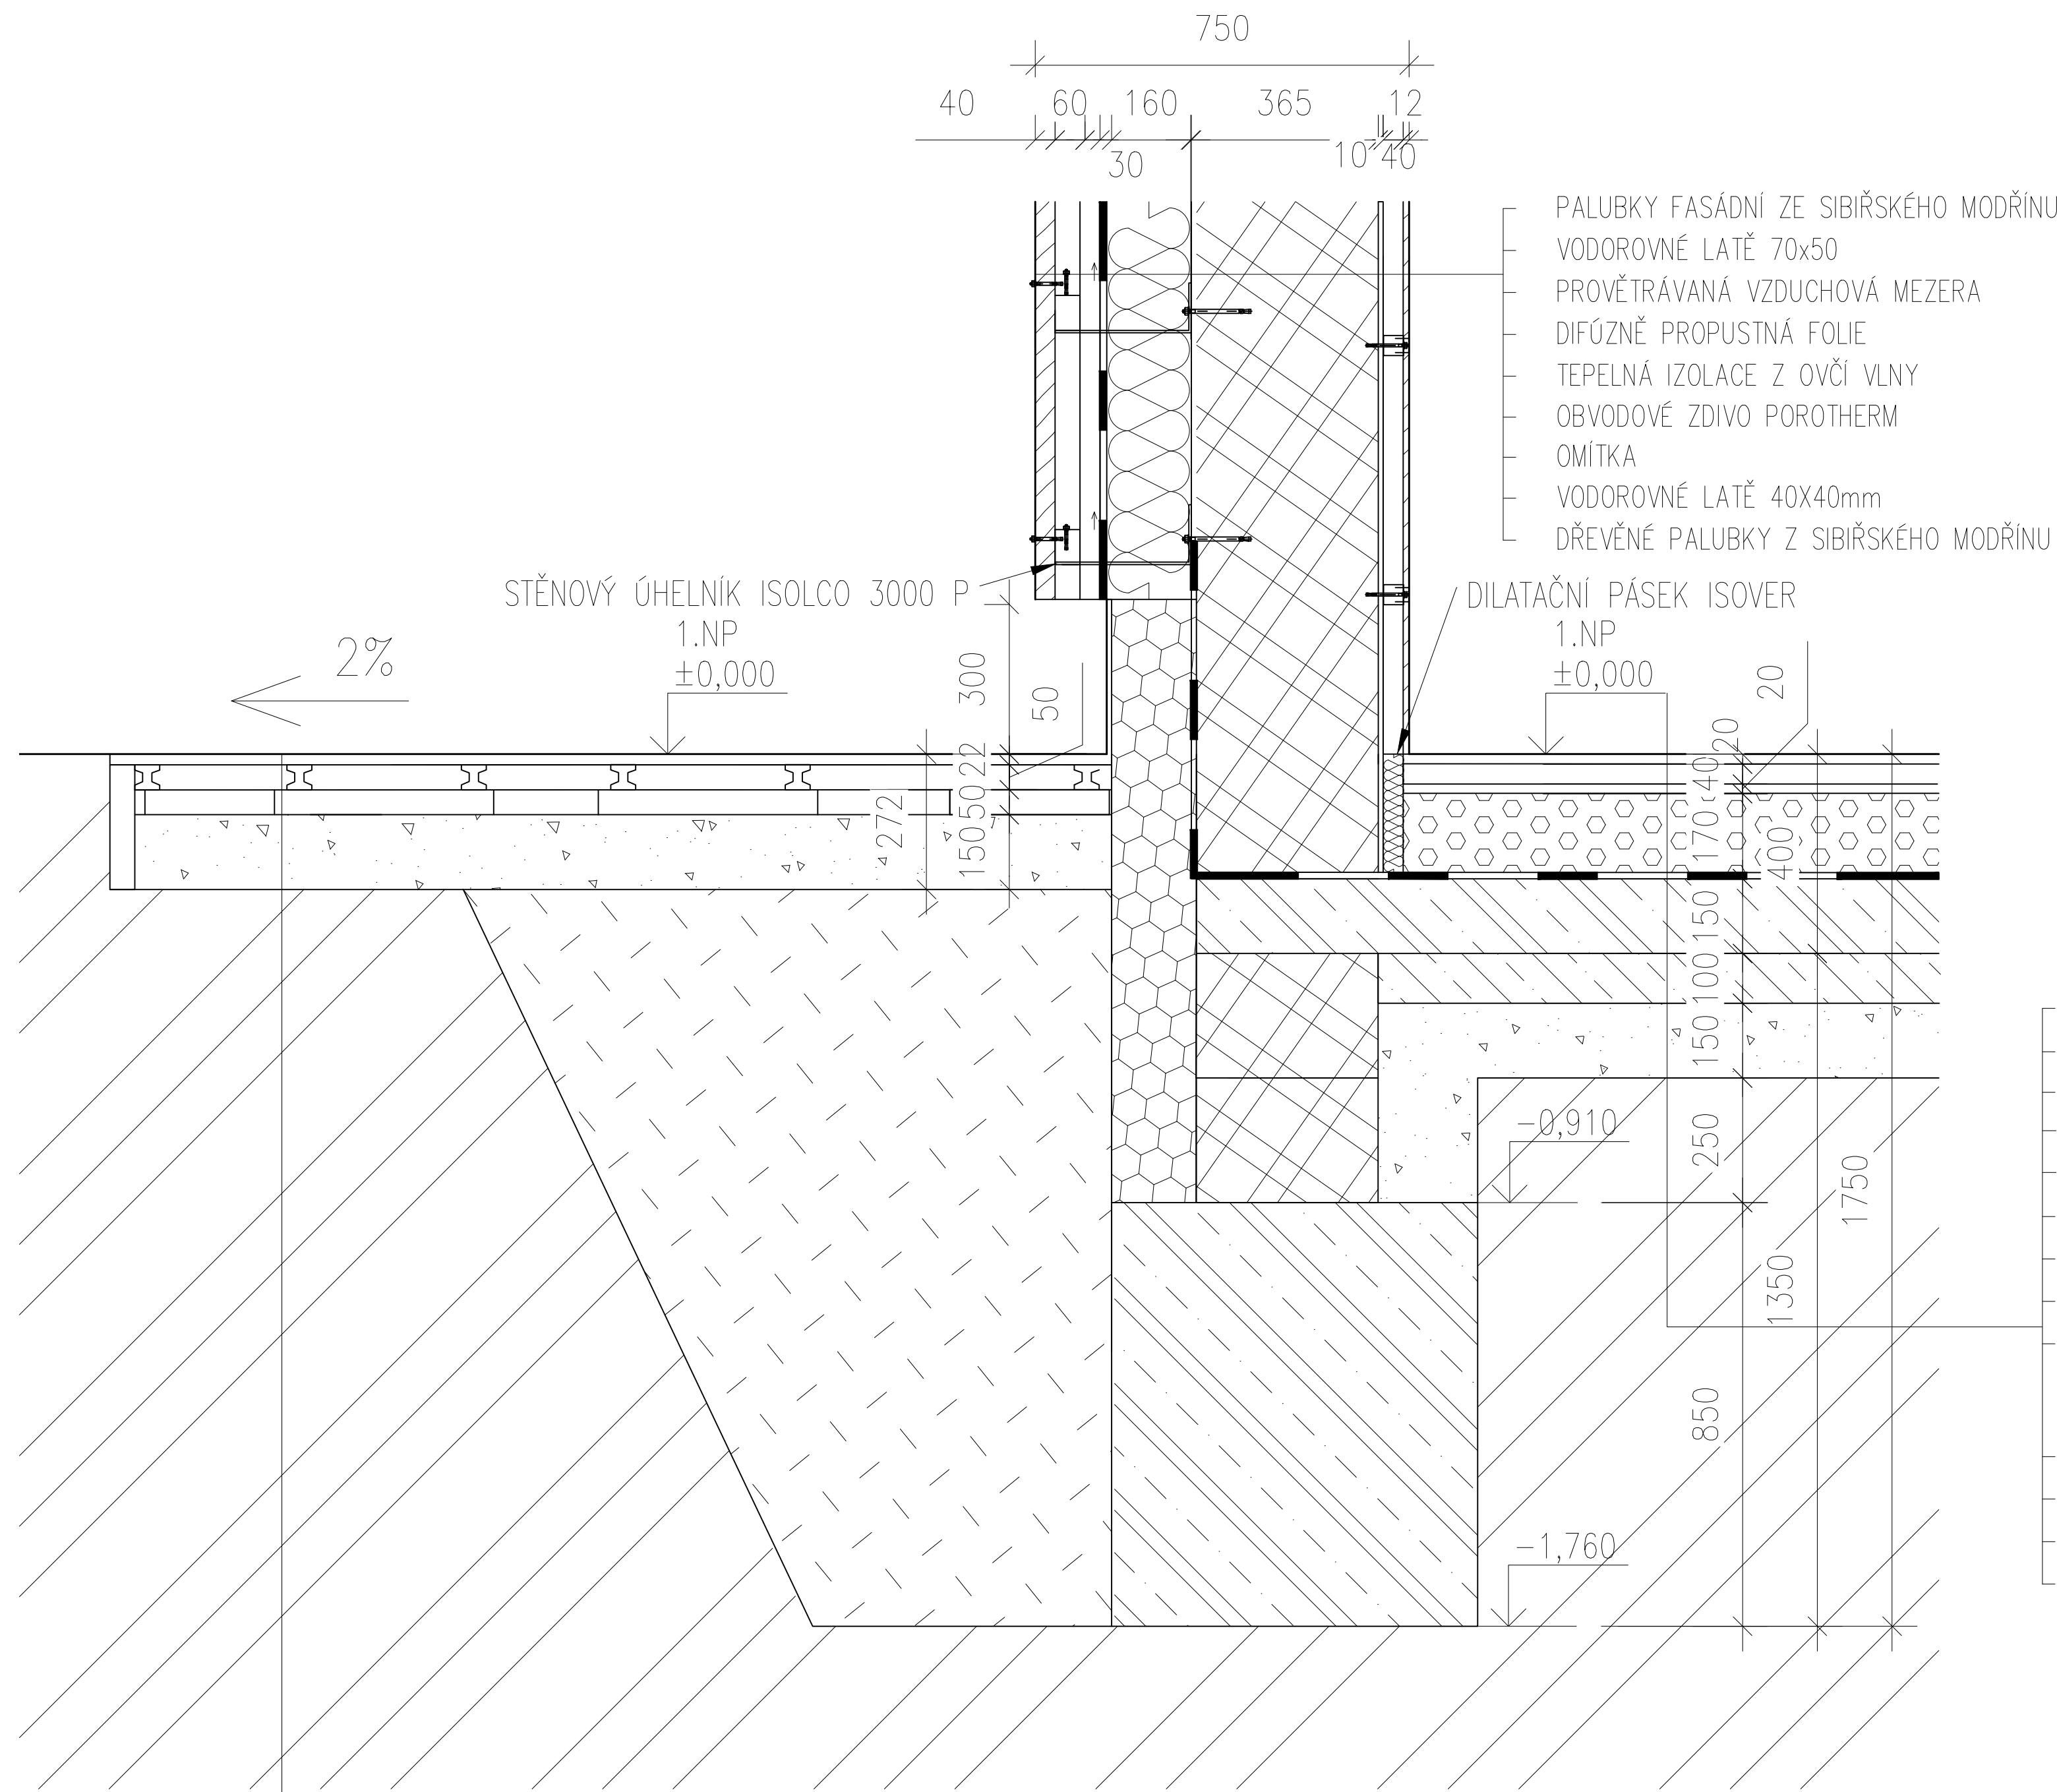 750
40 60 160 365 12
30 10 40
PALUBKY FASÁDNÍ ZE SIBIŘSKÉHO MODŘÍNU
VODOROVNÉ LATĚ 70x50
PROVĚTRÁVANÁ VZDUCHOVÁ MEZERA
DIFÚZNĚ PROPUSTNÁ FOLIE
TEPELNÁ IZOLACE Z OVČÍ VLNY
OBVODOVÉ ZDIVO POROTHERM
OMÍTKA
VODOROVNÉ LATĚ 40X40mm
DŘEVĚNÉ PALUBKY Z SIBIŘSKÉHO MODŘÍNU
STĚNOVÝ ÚHELNÍK ISOLCO 3000 P
DILATAČNÍ PÁSEK ISOVER
1.NP
±0,000
1.NP
±0,000
2%
300
50
22
50
150
272
20
20
40
170
400
150
100
150
250
850
1350
1750
-0,910
-1,760